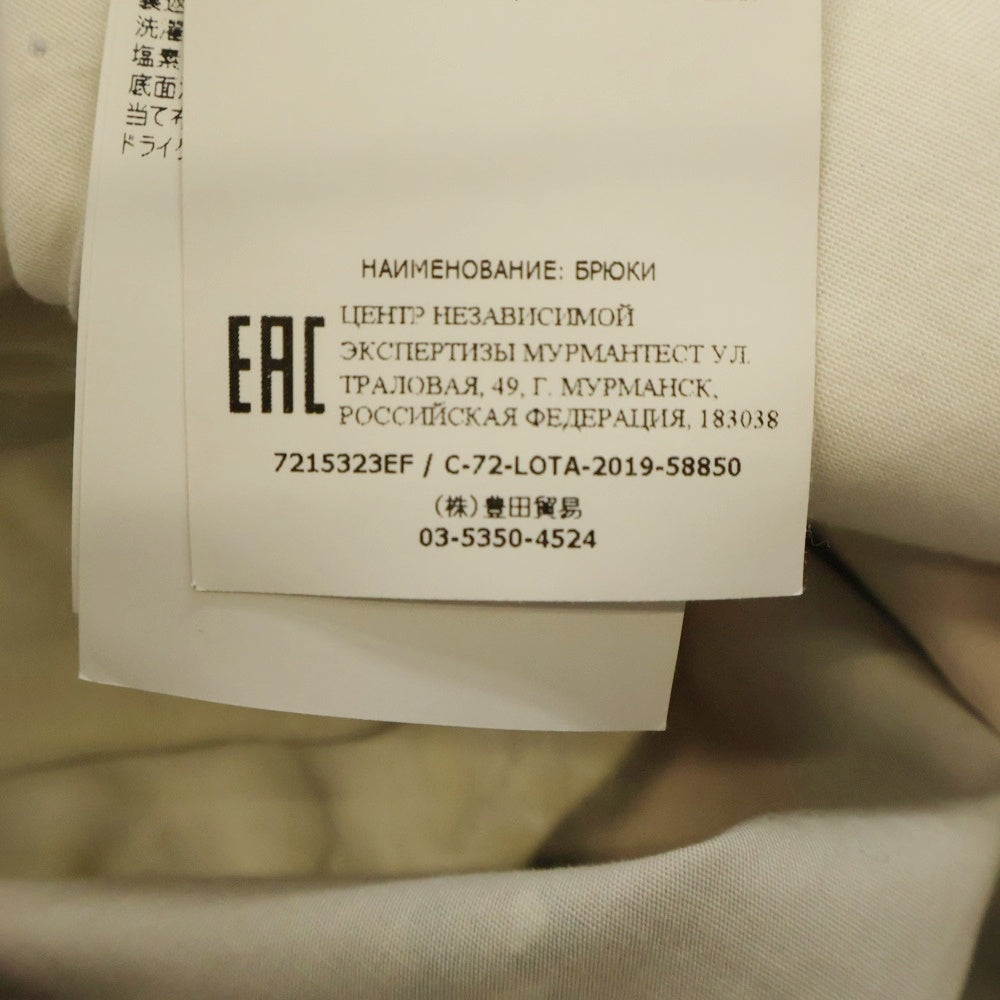 洗濯
塩素
底面
当て
ドライ
НАИМЕНОВАНИЕ: БРЮКИ
EAC
ЦЕНТР НЕЗАВИСИМОЙ
ЭКСПЕРТИЗЫ МУРМАНТЕСТ УЛ.
ТРАЛОВАЯ, 49, Г. МУРМАНСК,
РОССИЙСКАЯ ФЕДЕРАЦИЯ, 183038
7215323EF / C-72-LOTA-2019-58850
(株)豊田貿易
03-5350-4524